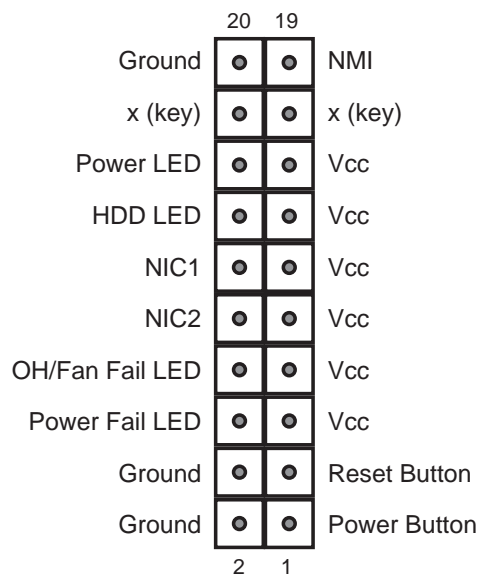 20 19
Ground NMI
x (key) x (key)
Power LED Vcc
HDD LED Vcc
NIC1 Vcc
NIC2 Vcc
OH/Fan Fail LED Vcc
Power Fail LED Vcc
Ground Reset Button
Ground Power Button
2 1